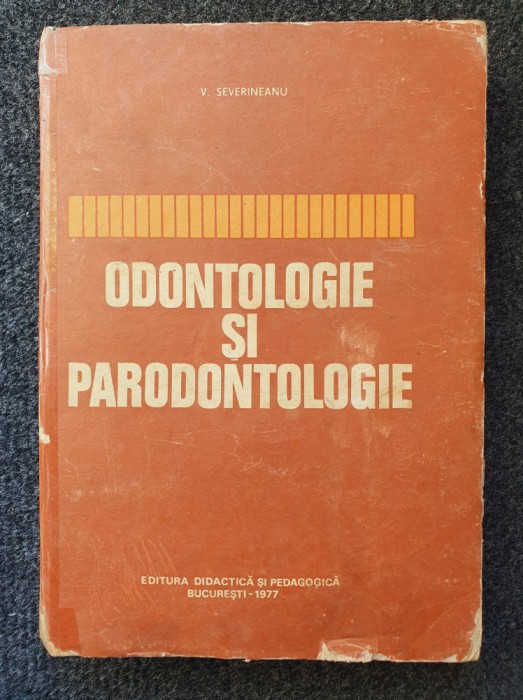 V. SEVERINEANU
ODONTOLOGIE
ȘI
PARODONTOLOGIE
EDITURA DIDACTICĂ ȘI PEDAGOGICĂ
BUCUREȘTI-1977